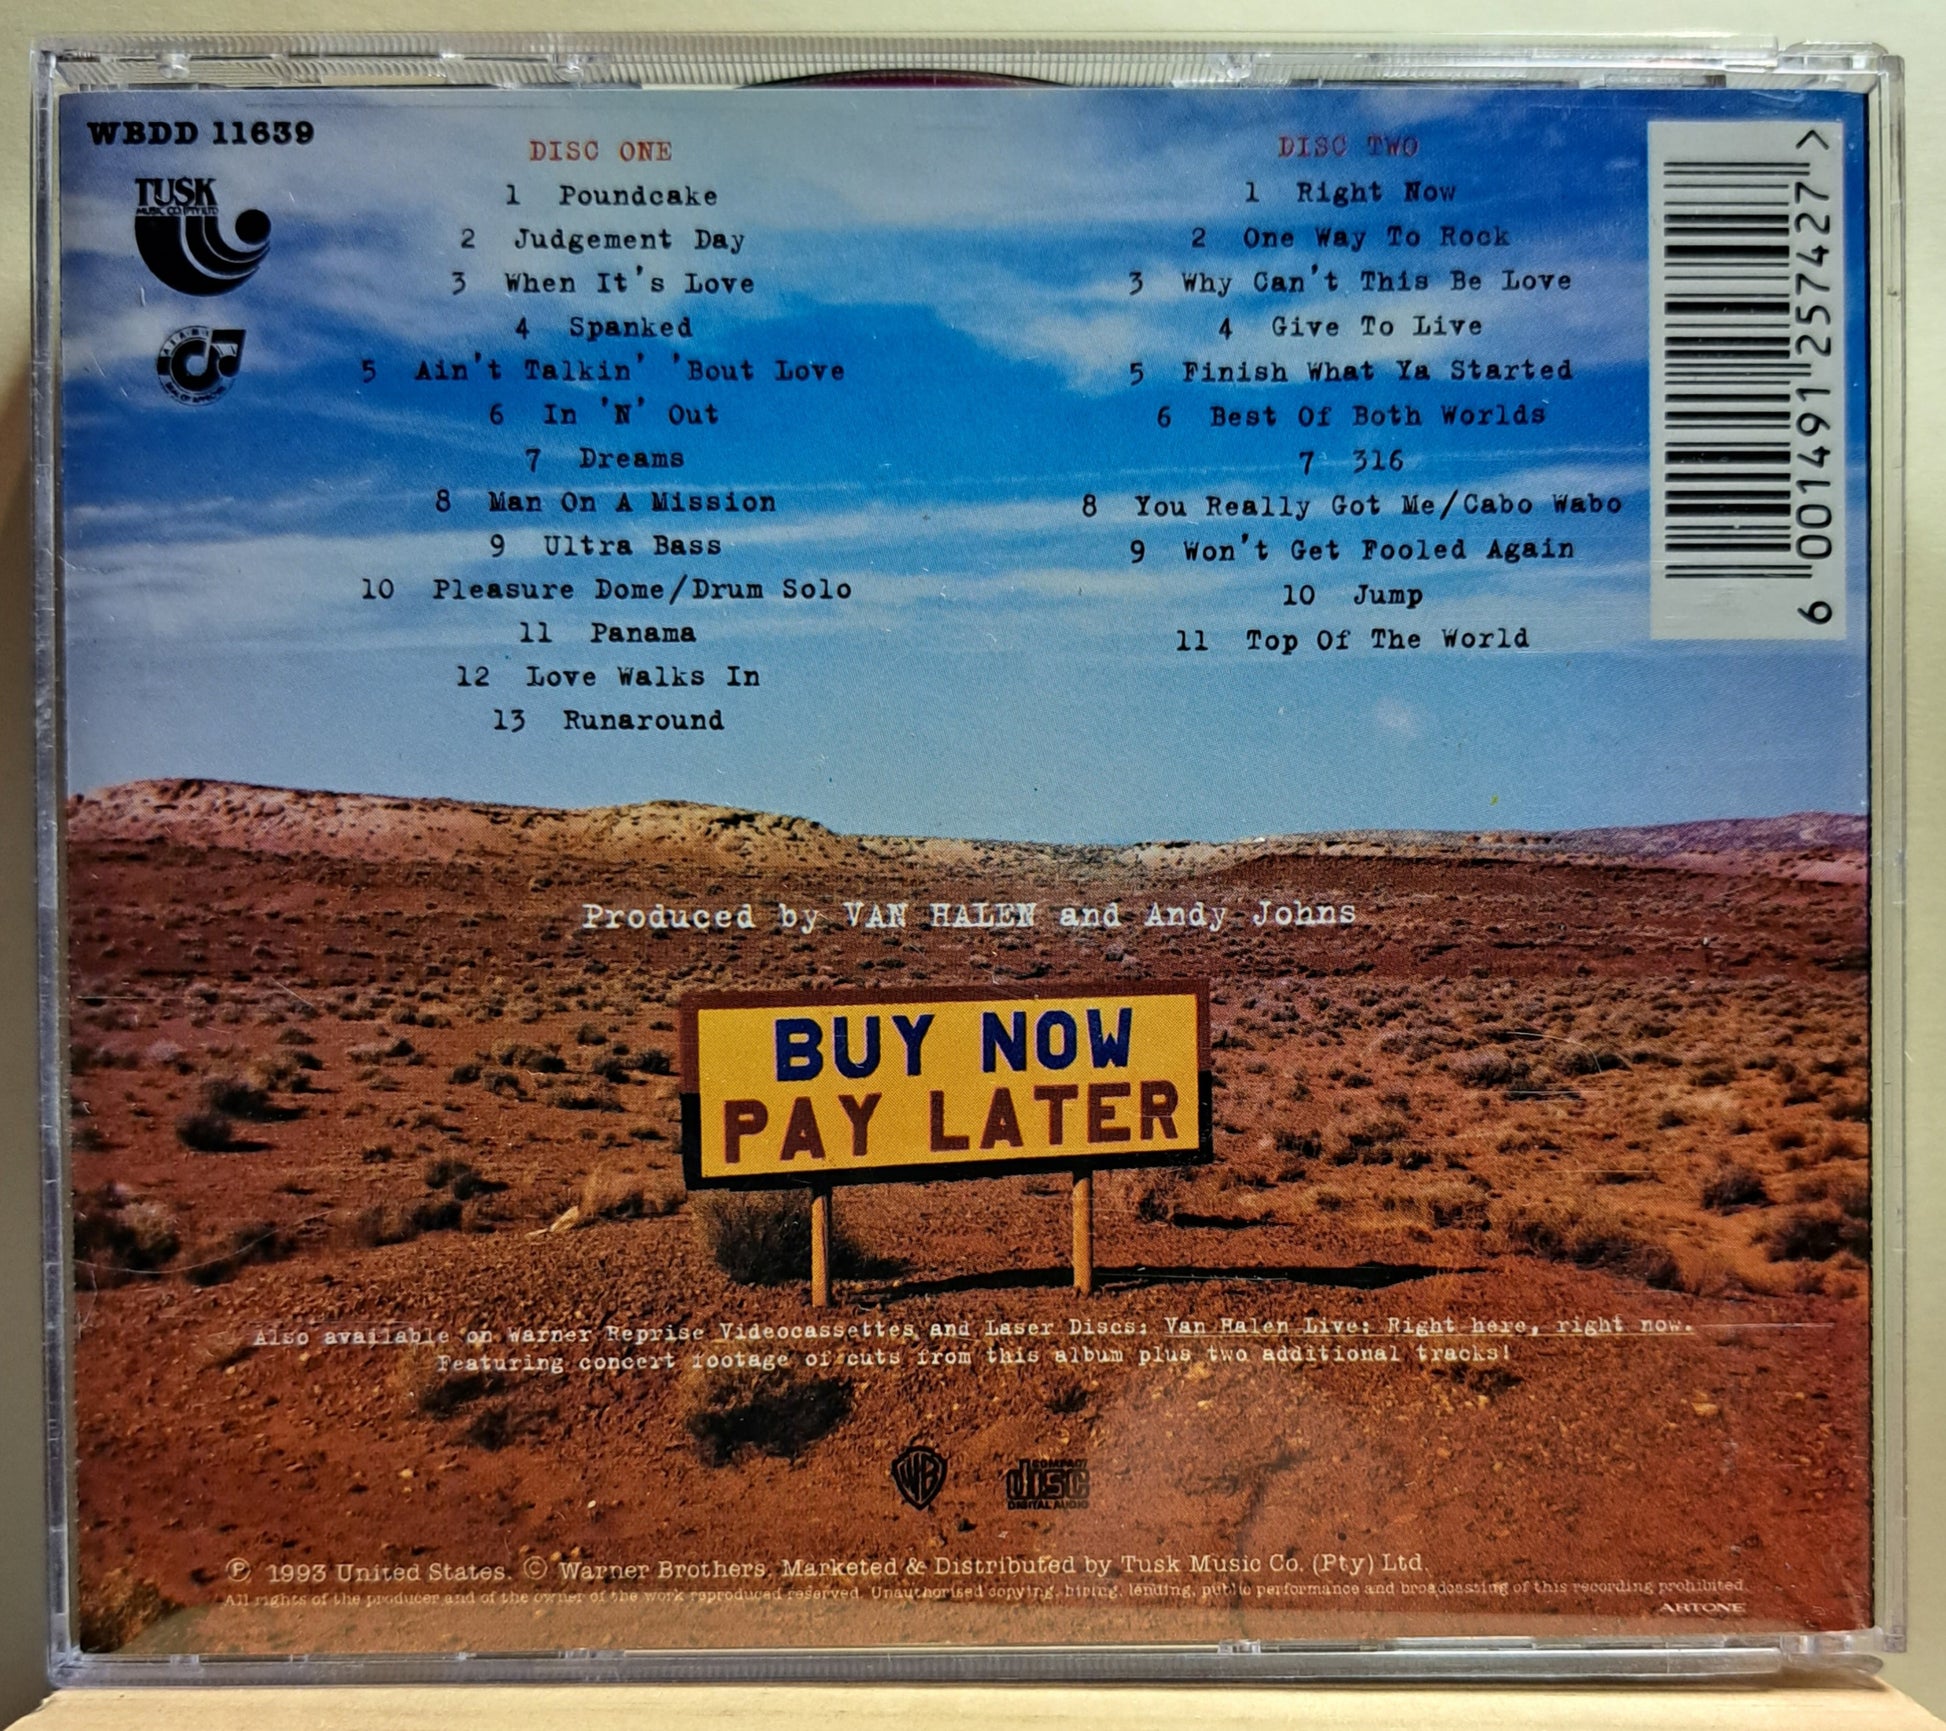 WBDD 11639
TUSK
MUSIC CO. (PTY) LTD
DISC ONE
1 Poundcake
2 Judgement Day
3 When It's Love
4 Spanked
5 Ain't Talkin' 'Bout Love
6 In 'N' Out
7 Dreams
8 Man On A Mission
9 Ultra Bass
10 Pleasure Dome/Drum Solo
11 Panama
12 Love Walks In
13 Runaround
DISC TWO
1 Right Now
2 One Way To Rock
3 Why Can't This Be Love
4 Give To Live
5 Finish What Ya Started
6 Best Of Both Worlds
7 316
8 You Really Got Me/Cabo Wabo
9 Won't Get Fooled Again
10 Jump
11 Top Of The World
6 001491 257427 >
Produced by VAN HALEN and Andy Johns
BUY NOW
PAY LATER
Also available on Warner Reprise Videocassettes and Laser Discs: Van Halen Live: Right here, right now.
Featuring concert footage of cuts from this album plus two additional tracks!
WB
COMPACT
disc
DIGITAL AUDIO
℗ 1993 United States. © Warner Brothers. Marketed & Distributed by Tusk Music Co. (Pty) Ltd.
All rights of the producer and of the owner of the work reproduced reserved. Unauthorised copying, hiring, lending, public performance and broadcasting of this recording prohibited.
ARTONE